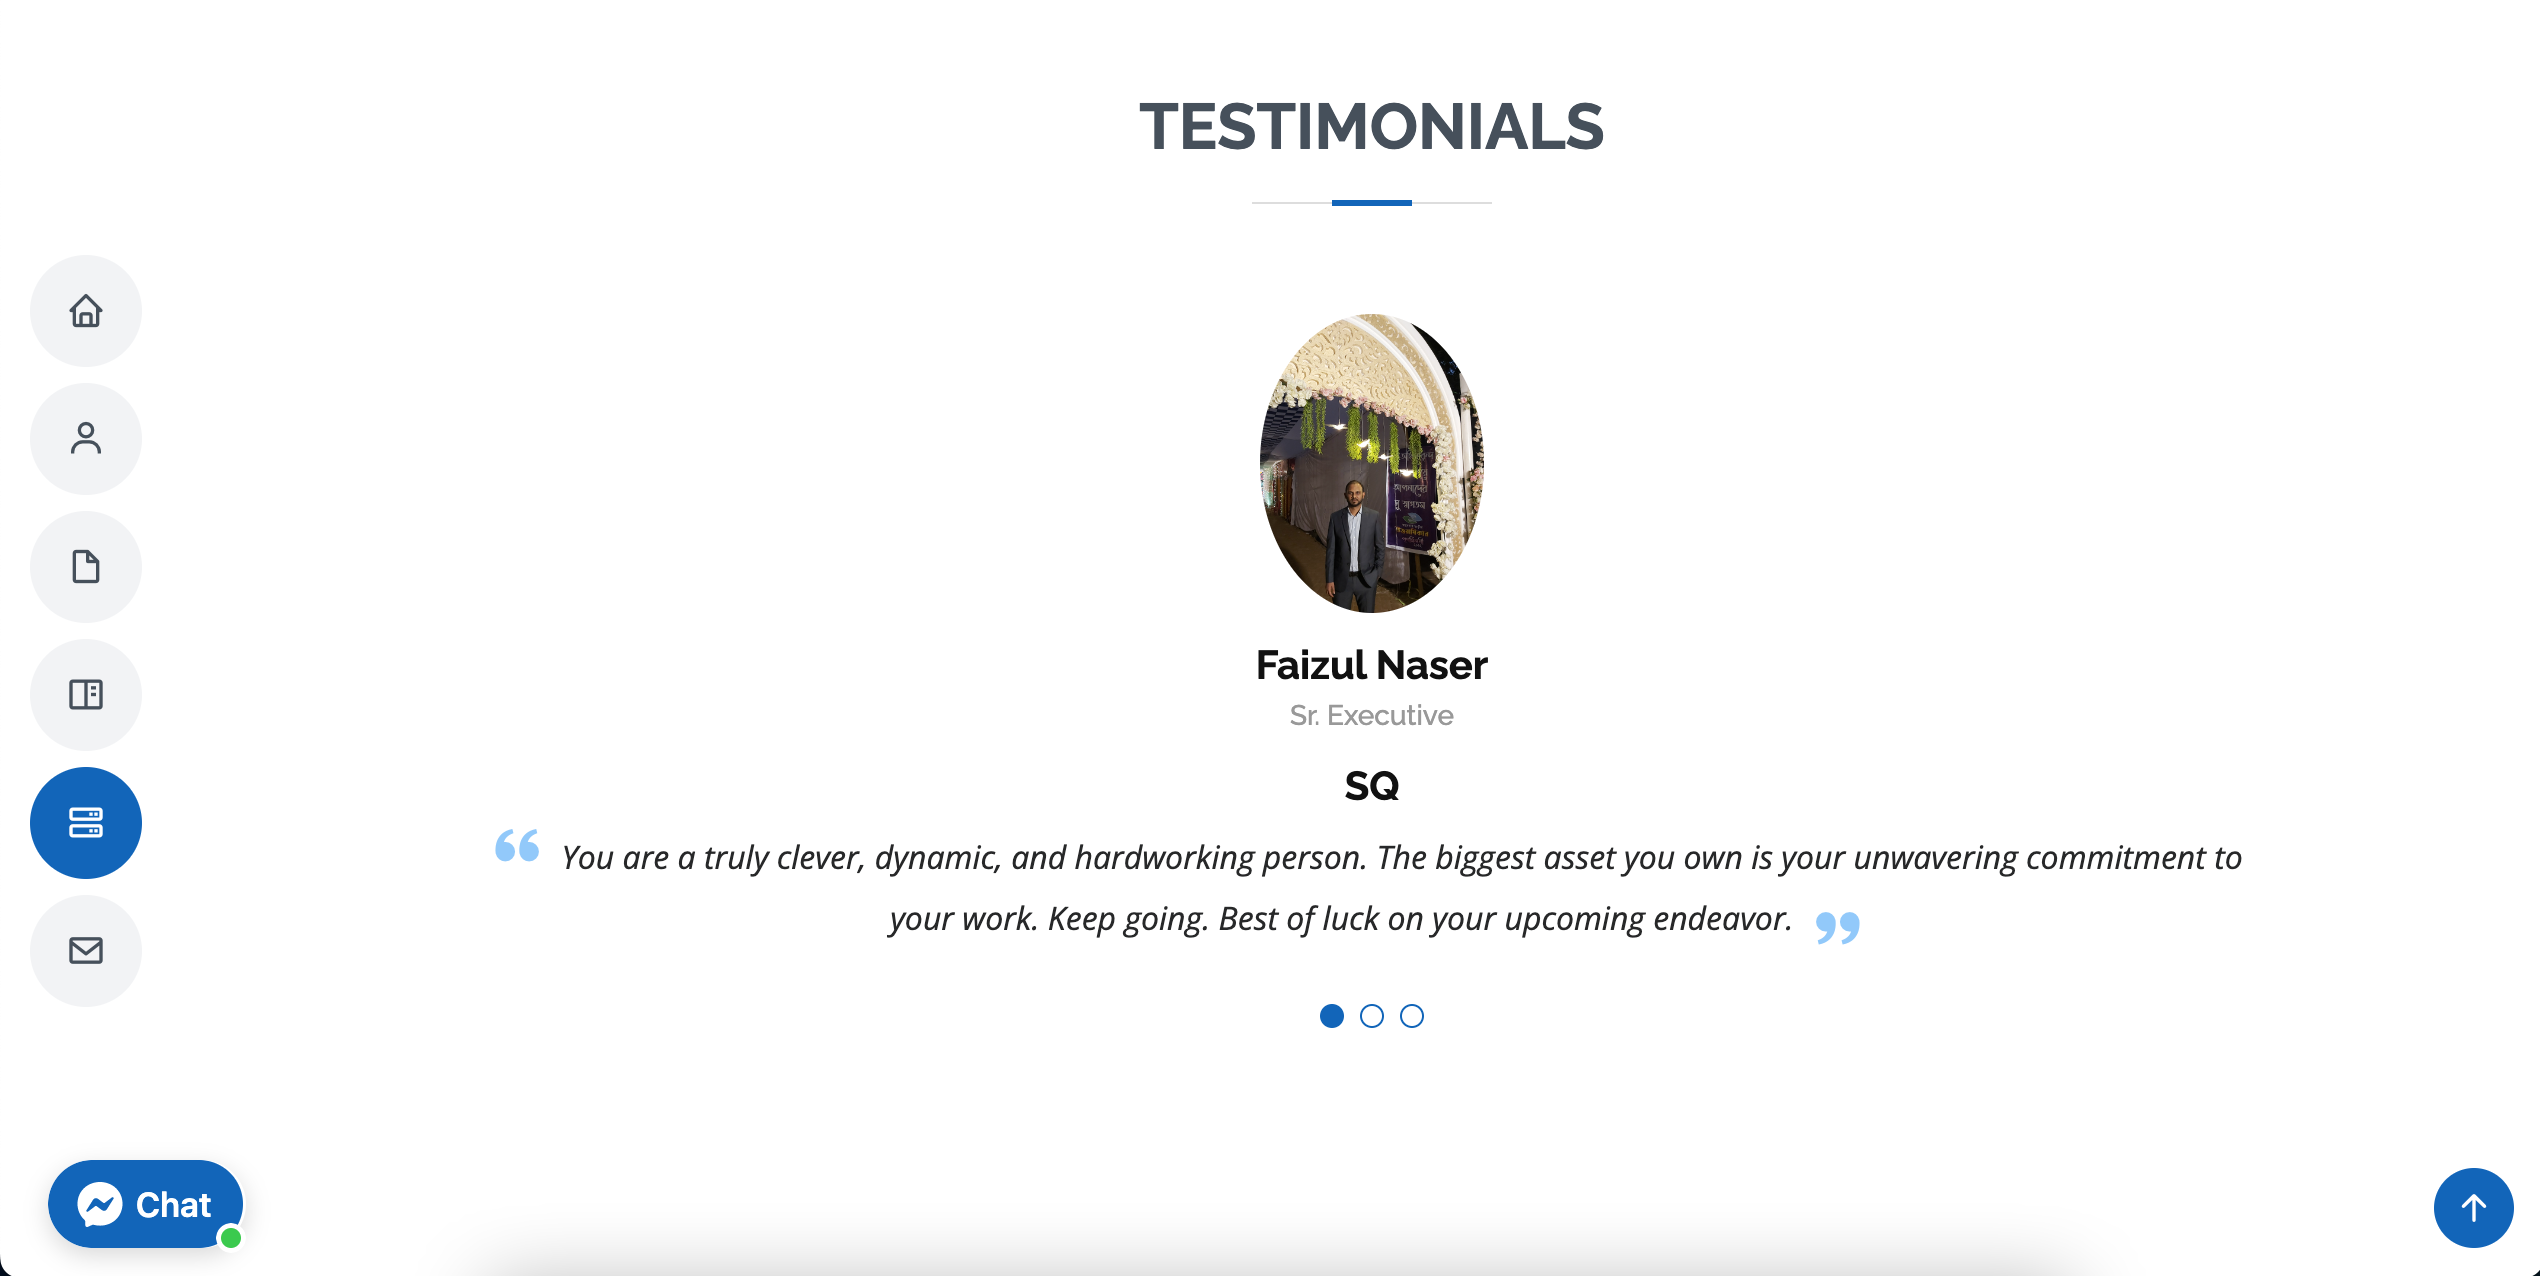 TESTIMONIALS
আপনাদের
Faizul Naser
Sr. Executive
SQ
“ You are a truly clever, dynamic, and hardworking person. The biggest asset you own is your unwavering commitment to
your work. Keep going. Best of luck on your upcoming endeavor. ”
Chat